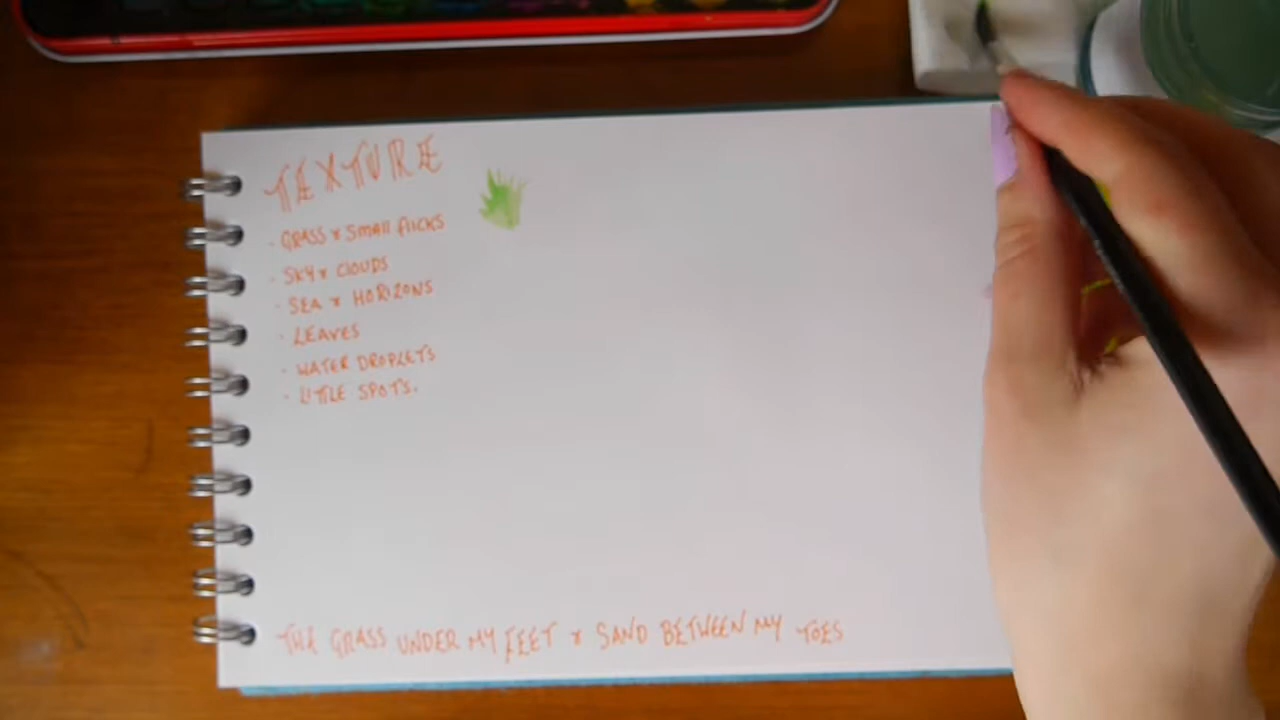 TEXTURE
· GRASS & SMALL FLICKS
· SKY & CLOUDS
· SEA & HORIZONS
· LEAVES
· WATER DROPLETS
· LITTLE SPOTS.
THE GRASS UNDER MY FEET & SAND BETWEEN MY TOES